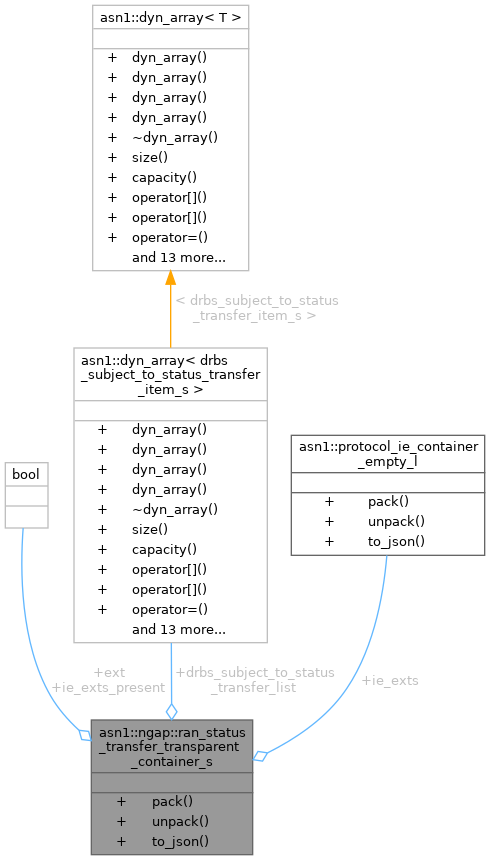 asn1::dyn_array< T >
+ dyn_array()
+ dyn_array()
+ dyn_array()
+ dyn_array()
+ ~dyn_array()
+ size()
+ capacity()
+ operator[]()
+ operator[]()
+ operator=()
and 13 more...
< drbs_subject_to_status
_transfer_item_s >
asn1::dyn_array< drbs
_subject_to_status_transfer
_item_s >
+ dyn_array()
+ dyn_array()
+ dyn_array()
+ dyn_array()
+ ~dyn_array()
+ size()
+ capacity()
+ operator[]()
+ operator[]()
+ operator=()
and 13 more...
bool
asn1::protocol_ie_container
_empty_l
+ pack()
+ unpack()
+ to_json()
+ext
+ie_exts_present
+drbs_subject_to_status
_transfer_list
+ie_exts
asn1::ngap::ran_status
_transfer_transparent
_container_s
+ pack()
+ unpack()
+ to_json()